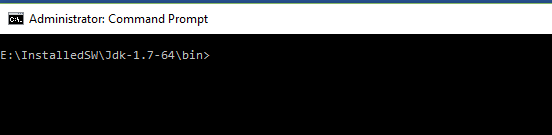 Administrator: Command Prompt
E:\InstalledSW\Jdk-1.7-64\bin>